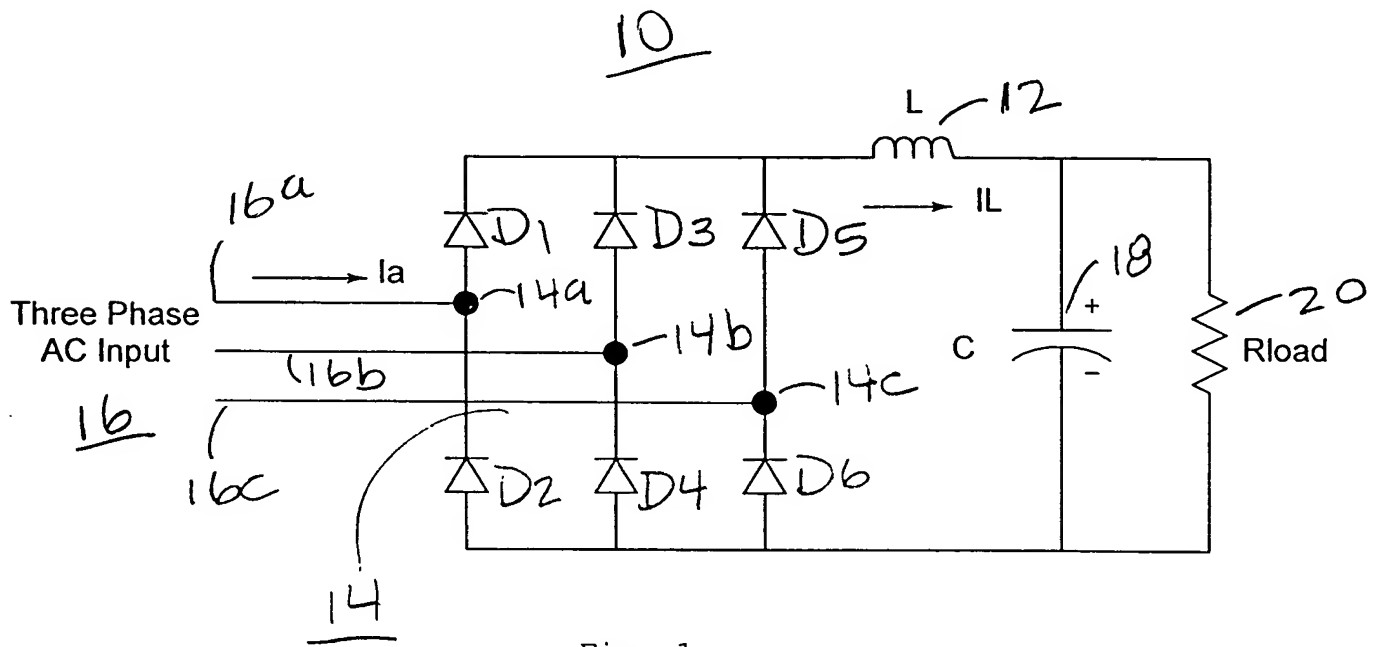 10
L
12
16a
D1
D3
D5
IL
Ia
14a
18
+
20
Three Phase
AC Input
14b
C
Rload
16b
-
14c
16
16c
D2
D4
D6
14